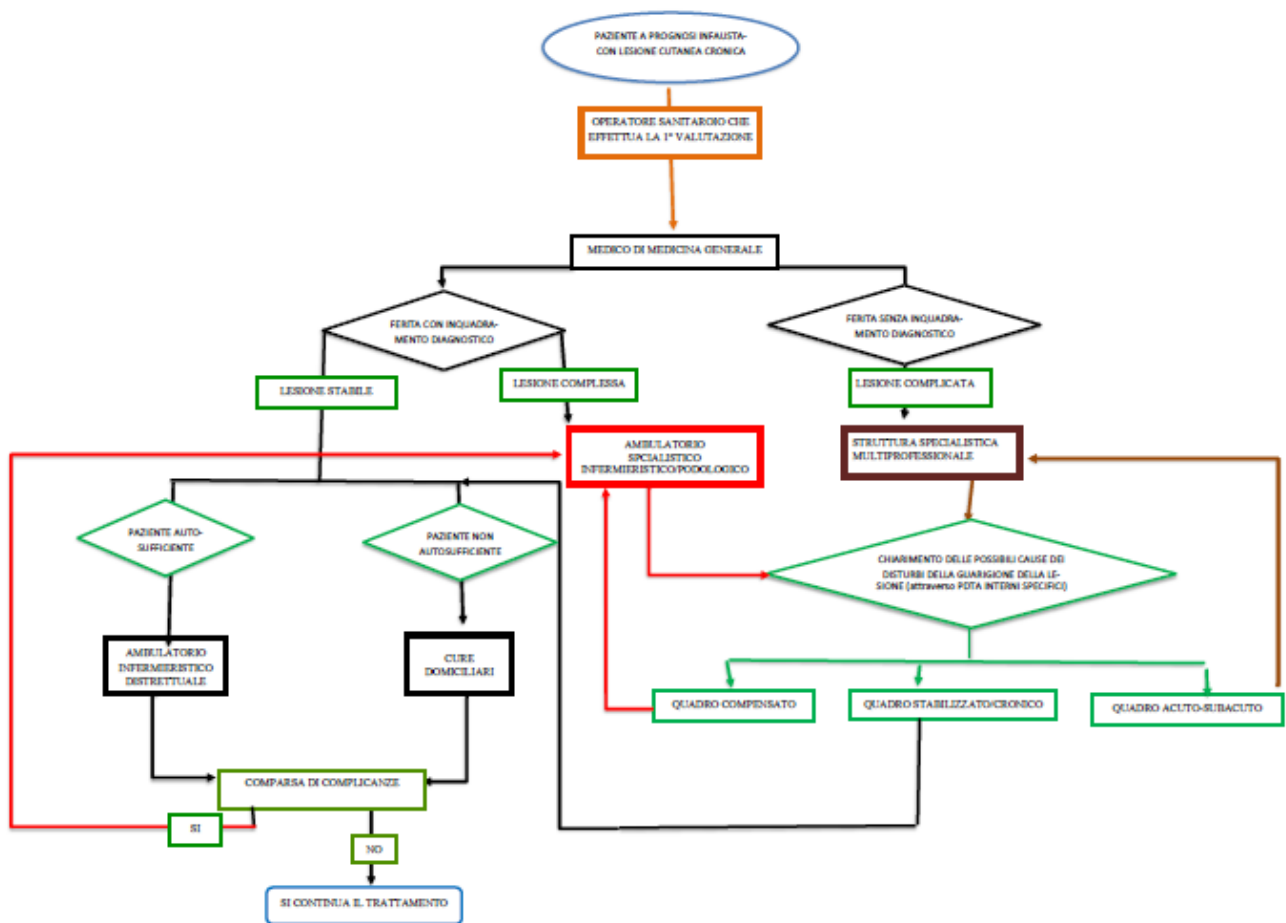 PAZIENTE A PROGNOSI INFAUSTA-
CON LESIONE CUTANEA CRONICA
OPERATORE SANITAROIO CHE
EFFETTUA LA 1° VALUTAZIONE
MEDICO DI MEDICINA GENERALE
FERITA CON INQUADRA-
MENTO DIAGNOSTICO
FERITA SENZA INQUADRA-
MENTO DIAGNOSTICO
LESIONE STABILE
LESIONE COMPLESSA
LESIONE COMPLICATA
AMBULATORIO
SPCIALISTICO
INFERMIERISTICO/PODOLOGICO
STRUTTURA SPECIALISTICA
MULTIPROFESSIONALE
PAZIENTE AUTO-
SUFFICIENTE
PAZIENTE NON
AUTOSUFFICIENTE
CHIARIMENTO DELLE POSSIBILI CAUSE DEI
DISTURBI DELLA GUARIGIONE DELLA LE-
SIONE (attraverso PDTA INTERNI SPECIFICI)
AMBULATORIO
INFERMIERISTICO
DISTRETTUALE
CURE
DOMICILIARI
QUADRO COMPENSATO
QUADRO STABILIZZATO/CRONICO
QUADRO ACUTO-SUBACUTO
COMPARSA DI COMPLICANZE
SI
NO
SI CONTINUA IL TRATTAMENTO